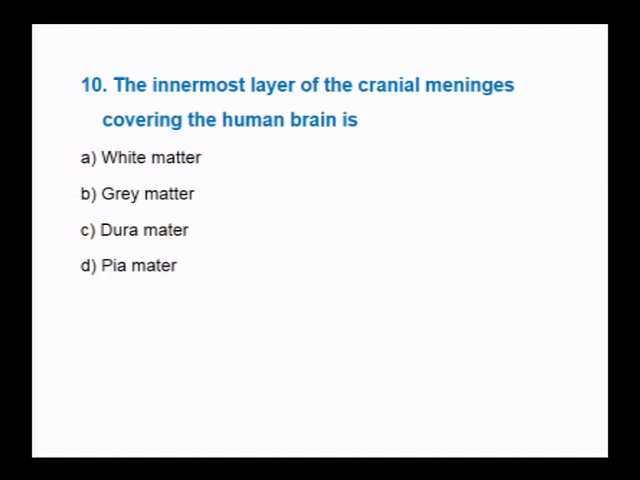 10. The innermost layer of the cranial meninges
covering the human brain is
a) White matter
b) Grey matter
c) Dura mater
d) Pia mater